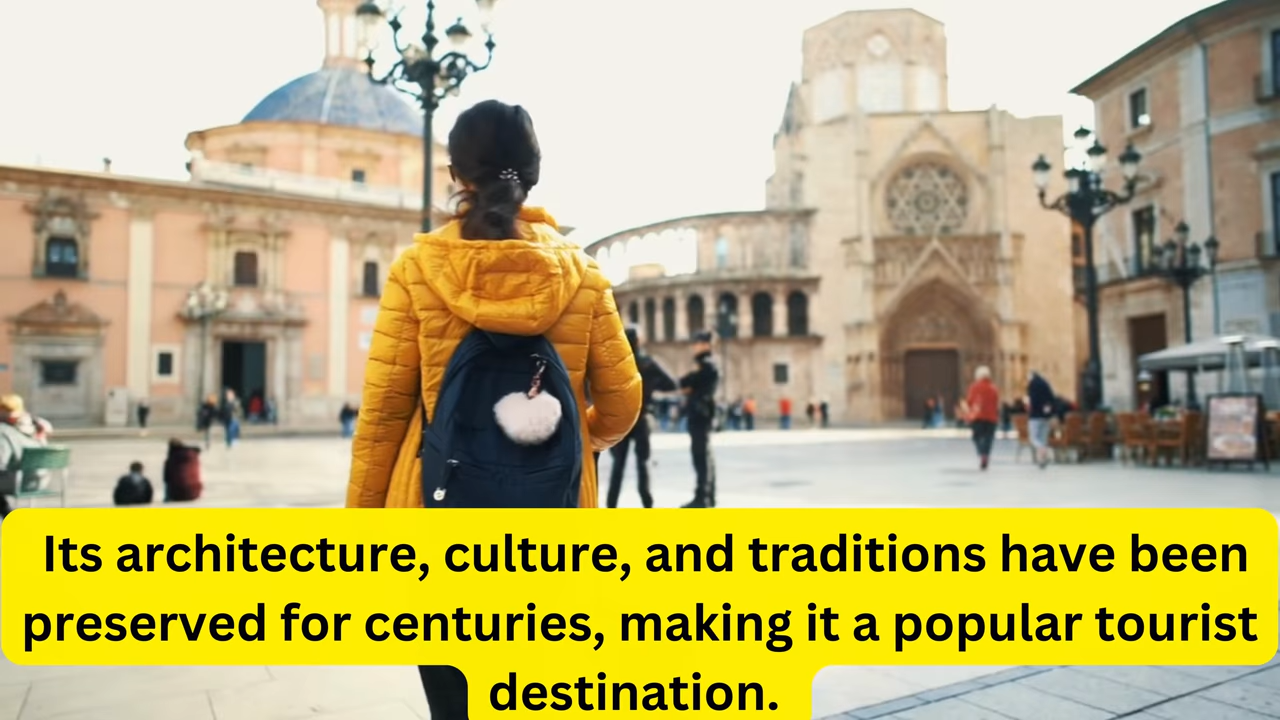 Its architecture, culture, and traditions have been
preserved for centuries, making it a popular tourist
destination.